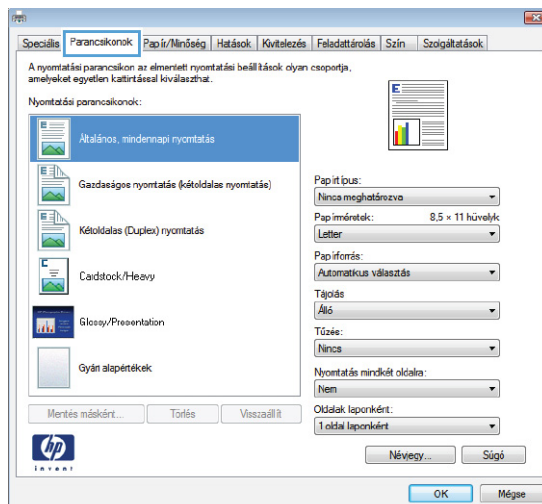 Speciális Parancsikonok Papír/Minőség Hatások Kivitelezés Feladattárolás Szín Szolgáltatások
A nyomtatási parancsikon az elmentett nyomtatási beállítások olyan csoportja,
amelyeket egyetlen kattintással kiválaszthat.
Nyomtatási parancsikonok:
Általános, mindennapi nyomtatás
Gazdaságos nyomtatás (kétoldalas nyomtatás)
Kétoldalas (Duplex) nyomtatás
Cardstock/Heavy
Glossy/Presentation
Gyári alapértékek
Mentés másként...
Törlés
Visszaállít
Papírtípus:
Nincs meghatározva
Papírméretek: 8,5 × 11 hüvelyk
Letter
Papírforrás:
Automatikus választás
Tájolás
Álló
Tűzés:
Nincs
Nyomtatás mindkét oldalra:
Nem
Oldalak laponként:
1 oldal laponként
hp
invent
Névjegy...
Súgó
OK
Mégse